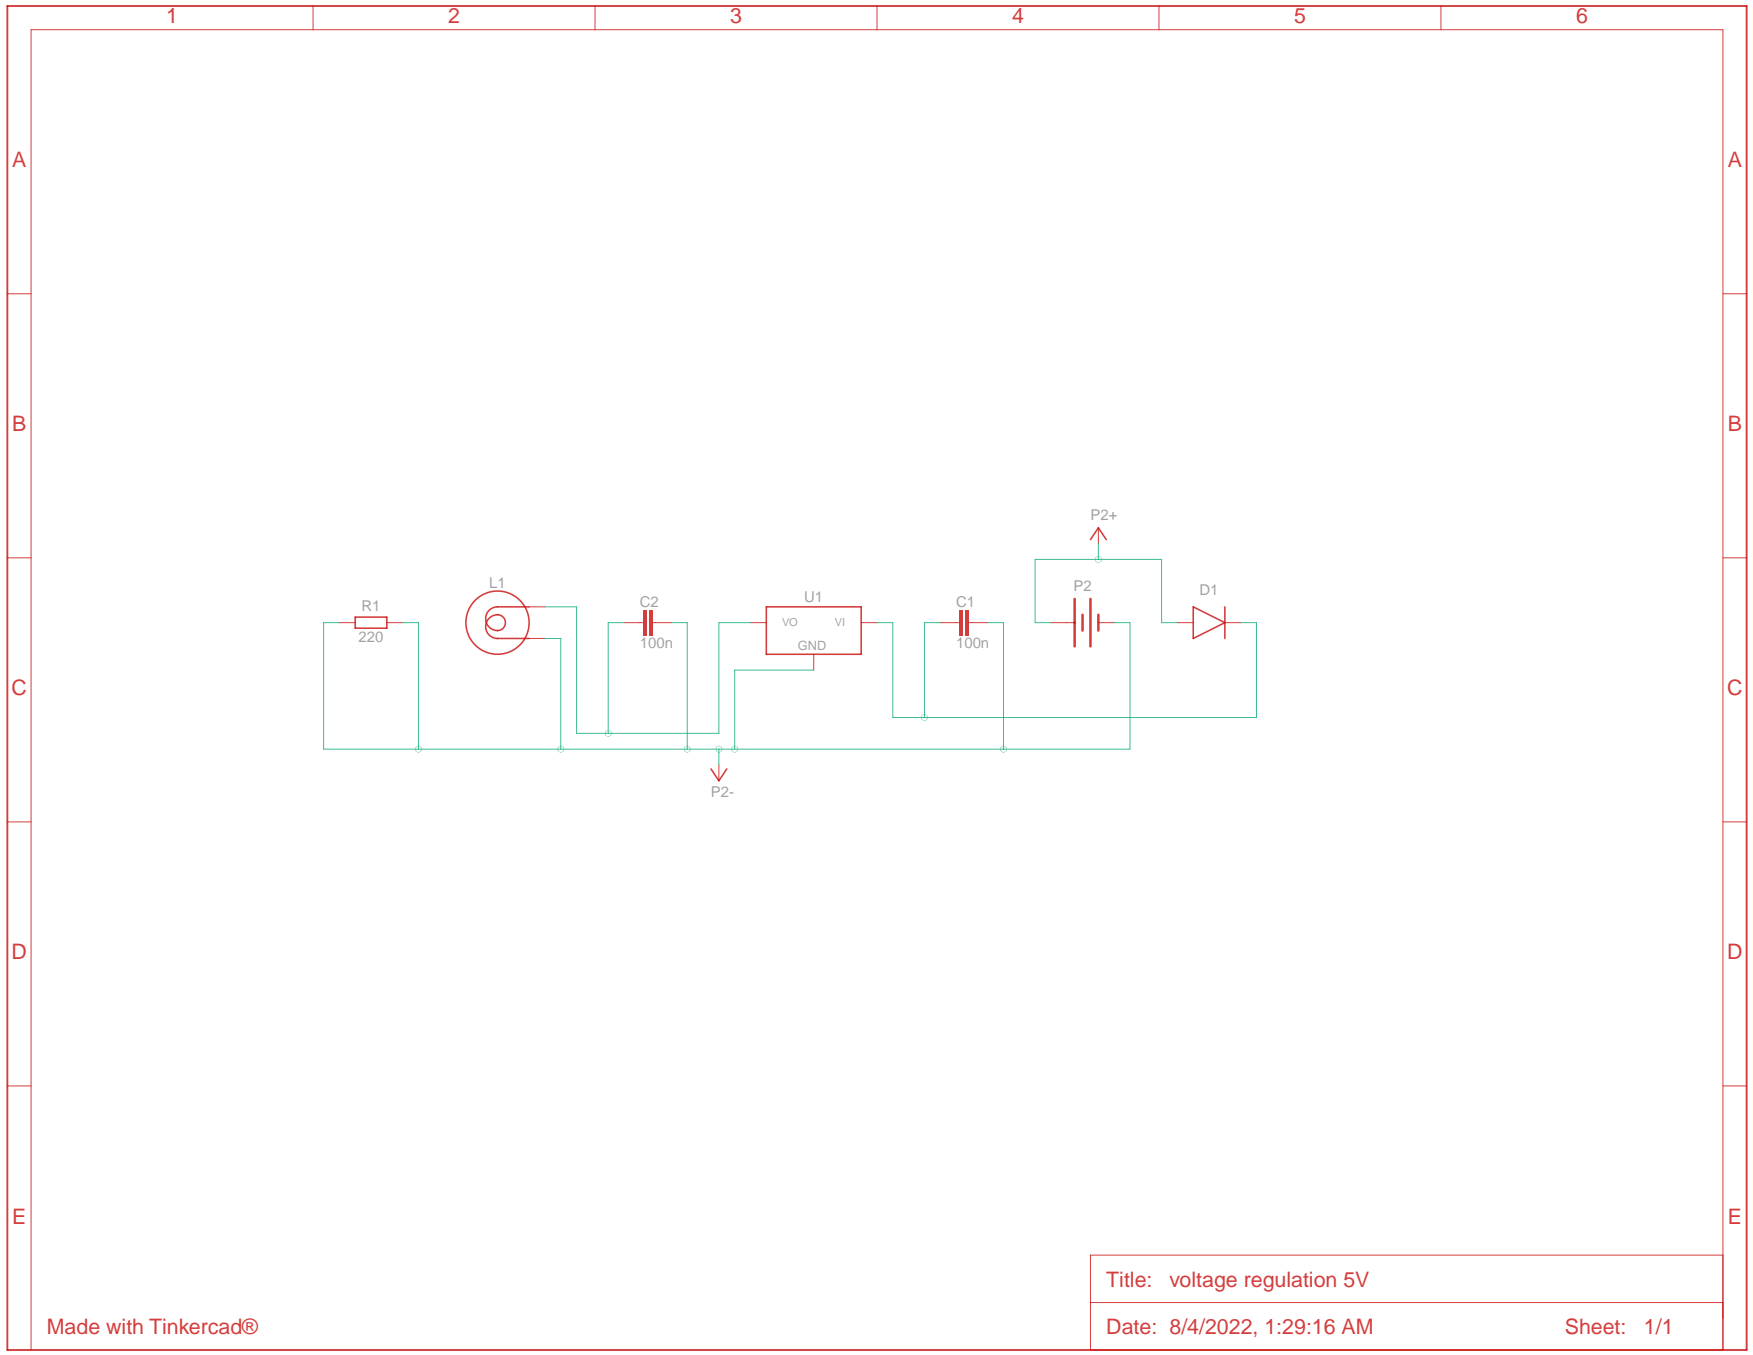 1 2 3 4 5 6
A A
B B
P2+
P2 D1
L1 C2 U1 C1
R1
220
VO VI
GND
100n 100n
C C
P2-
D D
E E
Title: voltage regulation 5V
Made with Tinkercad®
Date: 8/4/2022, 1:29:16 AM Sheet: 1/1